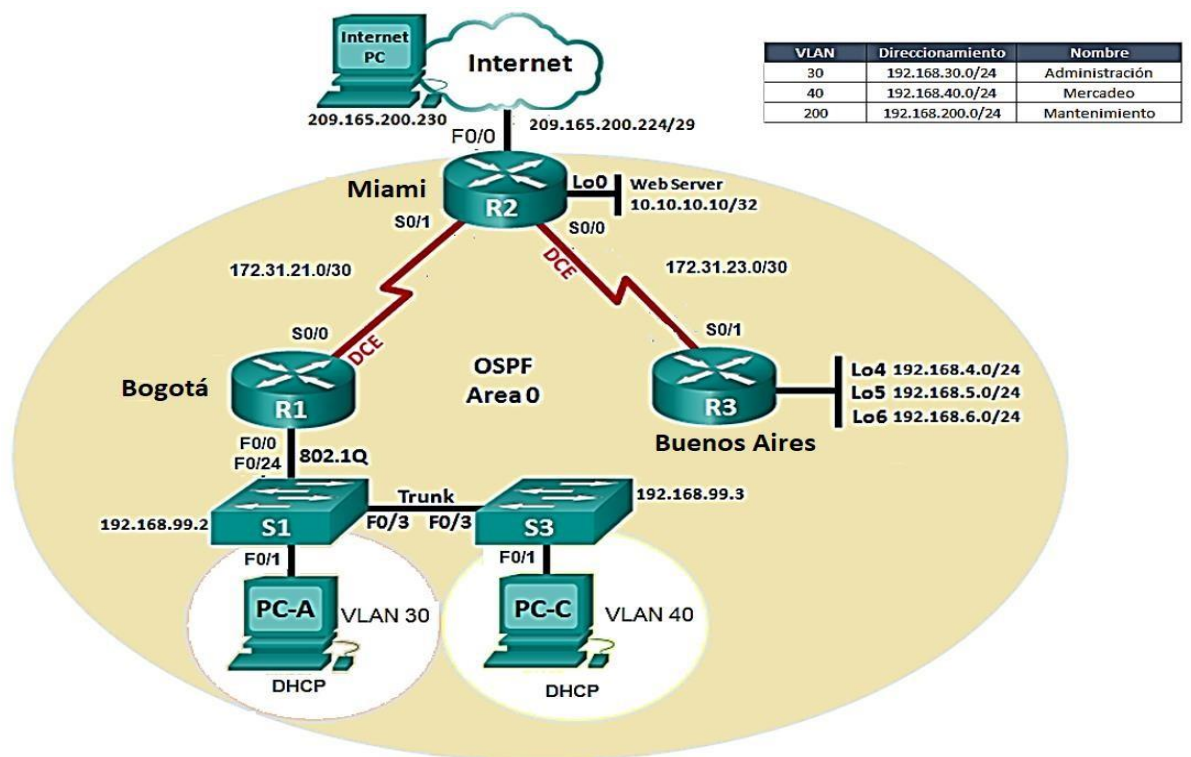 Internet
PC
Internet
209.165.200.230
209.165.200.224/29
F0/0
VLAN Direccionamiento Nombre
30 192.168.30.0/24 Administración
40 192.168.40.0/24 Mercadeo
200 192.168.200.0/24 Mantenimiento
Miami
R2
Lo0
Web Server
10.10.10.10/32
S0/1
S0/0
DCE
172.31.21.0/30
172.31.23.0/30
S0/0
DCE
S0/1
Bogotá
R1
OSPF
Area 0
R3
Buenos Aires
Lo4 192.168.4.0/24
Lo5 192.168.5.0/24
Lo6 192.168.6.0/24
F0/0
F0/24
802.1Q
Trunk
192.168.99.2
S1
F0/3
F0/3
S3
192.168.99.3
F0/1
F0/1
PC-A
VLAN 30
DHCP
PC-C
VLAN 40
DHCP